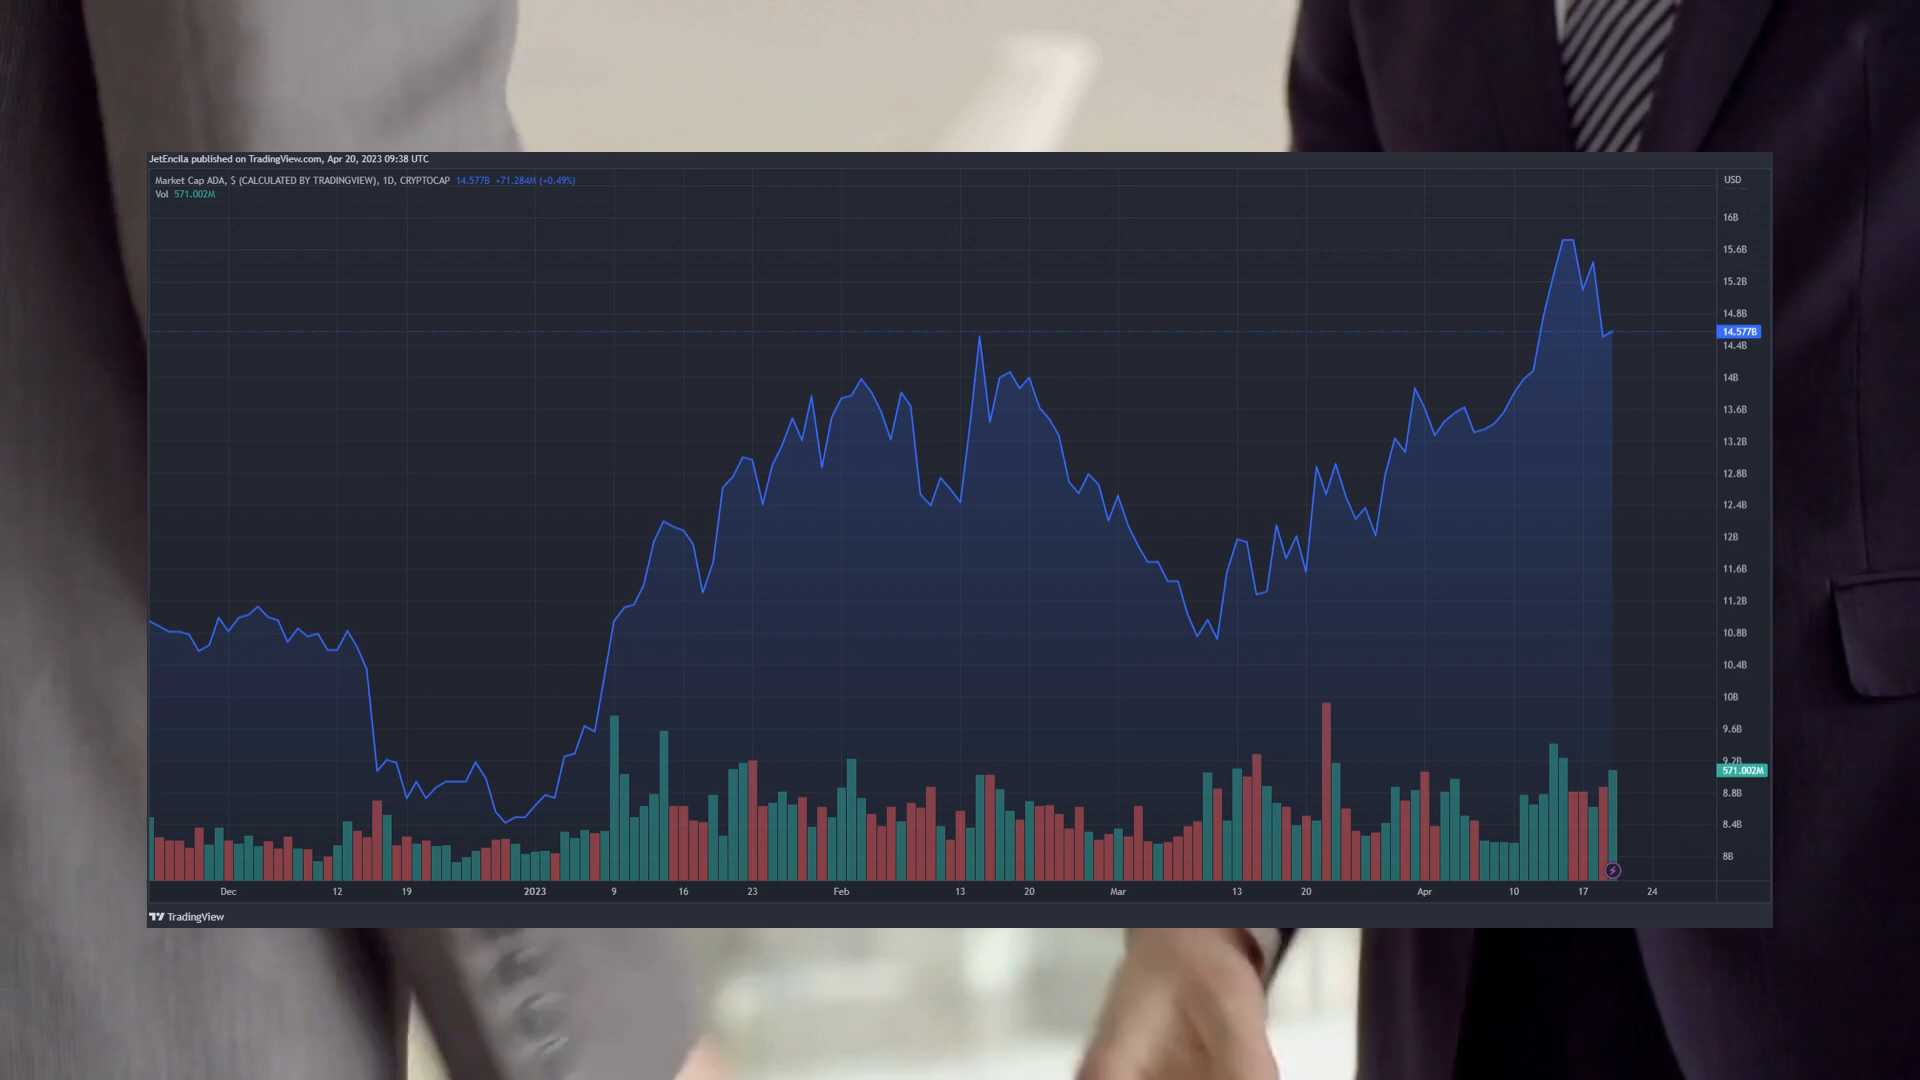 JetEncila published on TradingView.com, Apr 20, 2023 09:38 UTC
Market Cap ADA, $ (CALCULATED BY TRADINGVIEW), 1D, CRYPTOCAP 14.577B +71.284M (+0.49%)
Vol 571.002M
USD
16B
15.6B
15.2B
14.8B
14.577B
14.4B
14B
13.6B
13.2B
12.8B
12.4B
12B
11.6B
11.2B
10.8B
10.4B
10B
9.6B
9.2B
571.002M
8.8B
8.4B
8B
Dec 12 19 2023 9 16 23 Feb 13 20 Mar 13 20 Apr 10 17 24
TradingView